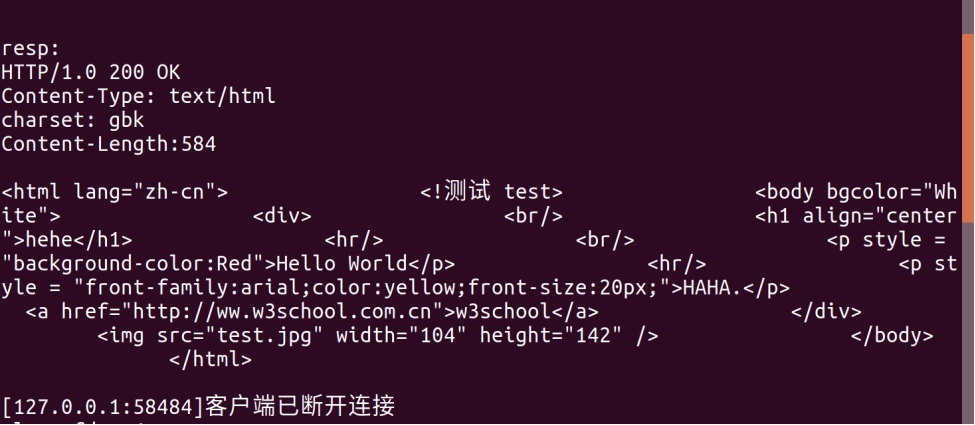 resp:
HTTP/1.0 200 OK
Content-Type: text/html
charset: gbk
Content-Length:584
<html lang="zh-cn">                <!测试 test>                <body bgcolor="Wh
ite">                <div>                <br/>                <h1 align="center
">hehe</h1>                <hr/>                <br/>                <p style =
"background-color:Red">Hello World</p>                <hr/>                <p st
yle = "front-family:arial;color:yellow;front-size:20px;">HAHA.</p>
  <a href="http://ww.w3school.com.cn">w3school</a>                </div>
        <img src="test.jpg" width="104" height="142" />                </body>
              </html>
[127.0.0.1:58484]客户端已断开连接